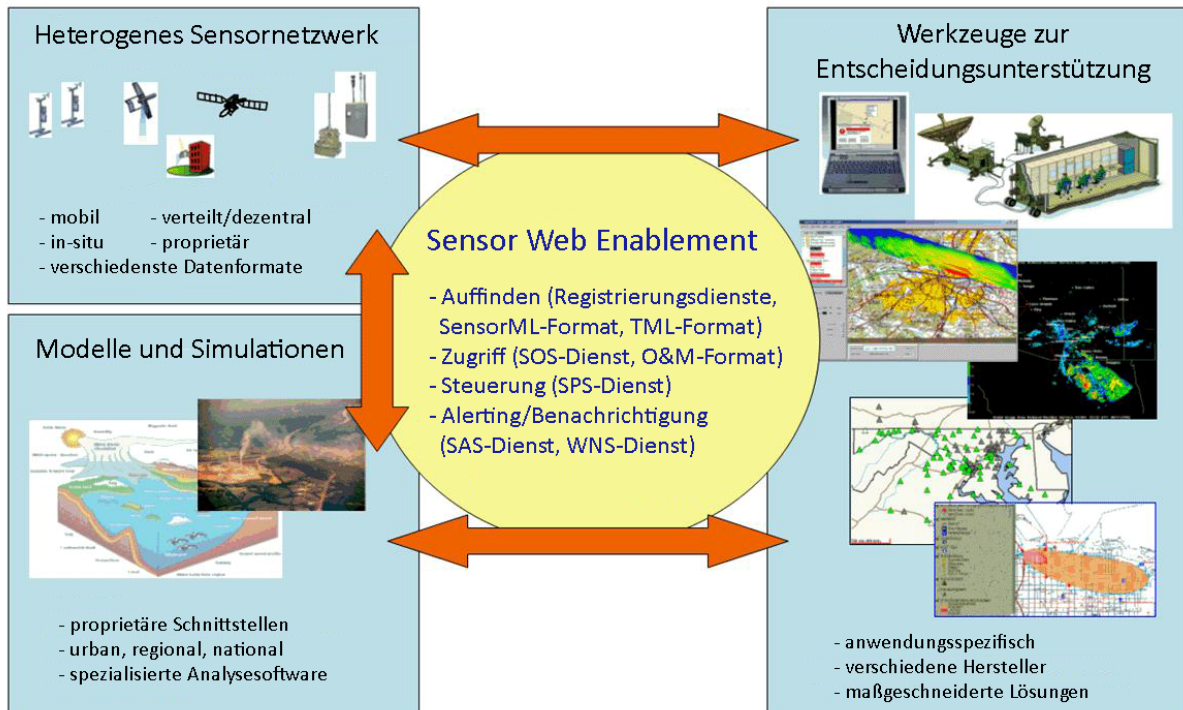 Heterogenes Sensornetzwerk
- mobil - verteilt/dezentral
- in-situ - proprietär
- verschiedenste Datenformate
Modelle und Simulationen
- proprietäre Schnittstellen
- urban, regional, national
- spezialisierte Analysesoftware
Sensor Web Enablement
- Auffinden (Registrierungsdienste,
SensorML-Format, TML-Format)
- Zugriff (SOS-Dienst, O&M-Format)
- Steuerung (SPS-Dienst)
- Alerting/Benachrichtigung
(SAS-Dienst, WNS-Dienst)
Werkzeuge zur
Entscheidungsunterstützung
- anwendungsspezifisch
- verschiedene Hersteller
- maßgeschneiderte Lösungen